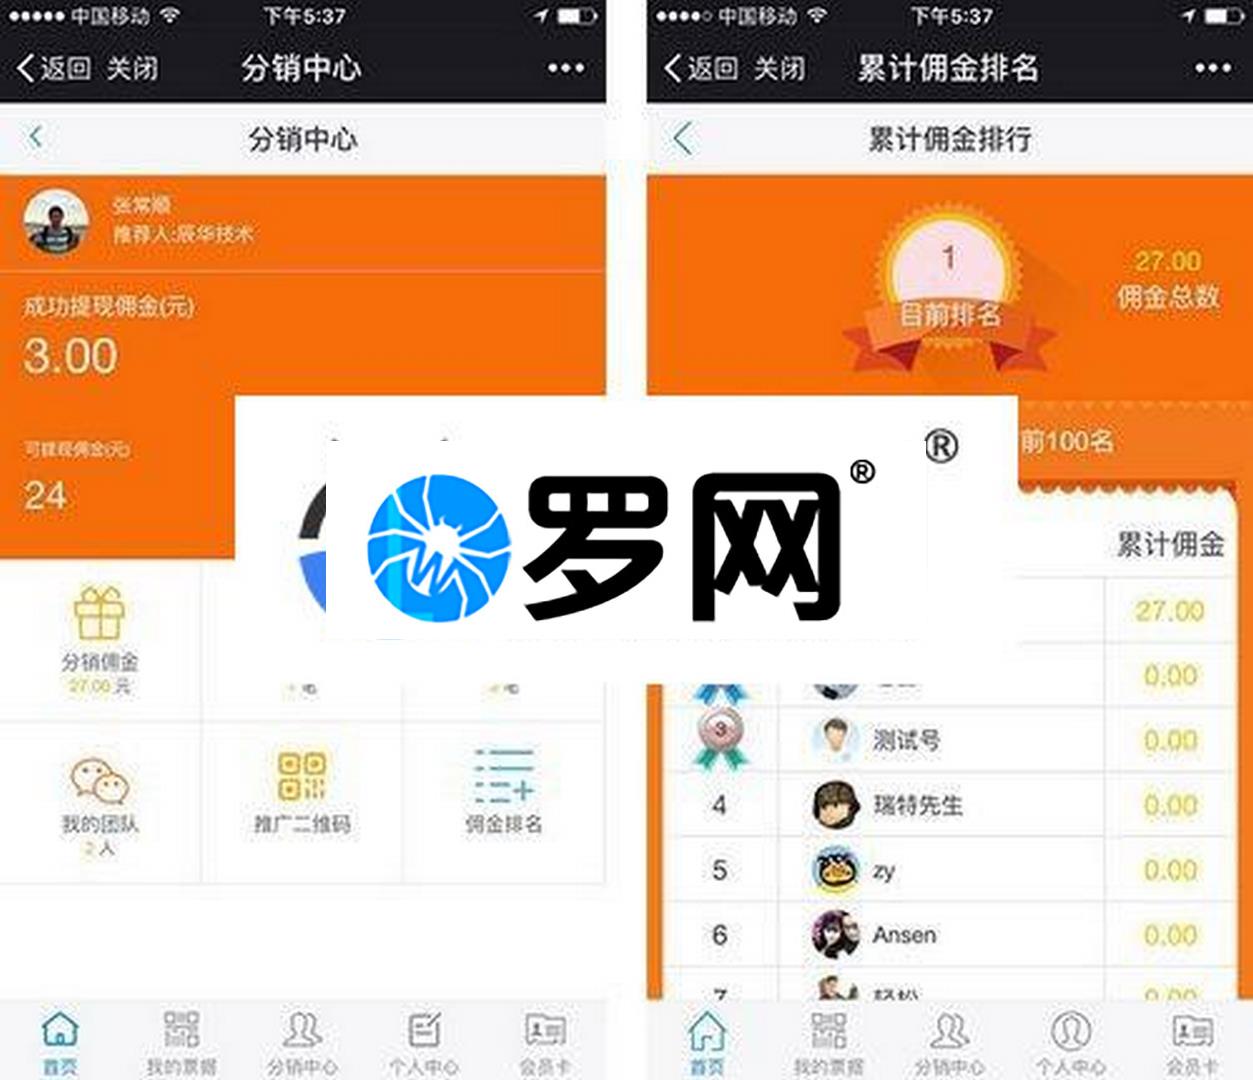 中国移动
下午5:37
返回 关闭
分销中心
分销中心
张常顺
推荐人:辰华技术
成功提现佣金(元)
3.00
可提现佣金(元)
24
分销佣金
27.00 元
笔
笔
我的团队
2 人
推广二维码
佣金排名
首页
我的票据
分销中心
个人中心
会员卡
罗网®
®
中国移动
下午5:37
返回 关闭
累计佣金排名
累计佣金排行
1
目前排名
27.00
佣金总数
前100名
累计佣金
27.00
0.00
3 测试号 0.00
4 瑞特先生 0.00
5 zy 0.00
6 Ansen 0.00
7 轻松 0.00
首页
我的票据
分销中心
个人中心
会员卡